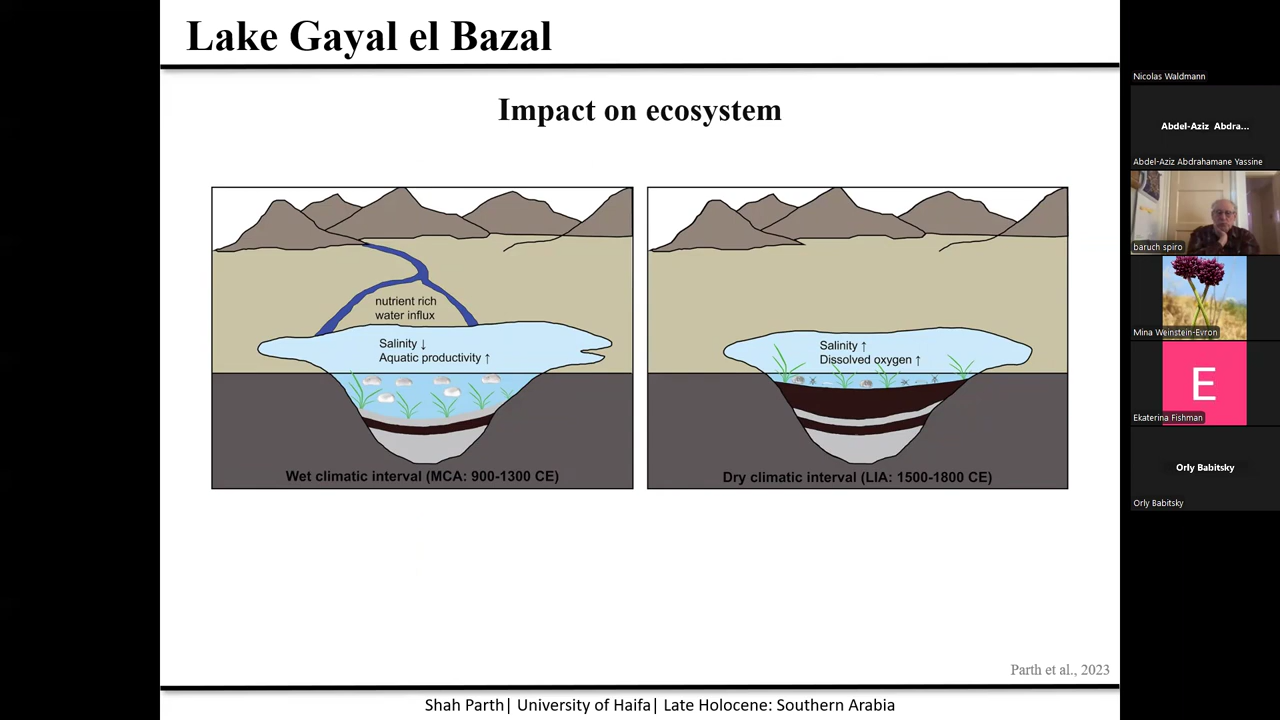 Lake Gayal el Bazal
Impact on ecosystem
nutrient rich
water influx
Salinity ↓
Aquatic productivity ↑
Wet climatic interval (MCA: 900-1300 CE)
Salinity ↑
Dissolved oxygen ↑
Dry climatic interval (LIA: 1500-1800 CE)
Parth et al., 2023
Shah Parth| University of Haifa| Late Holocene: Southern Arabia
Nicolas Waldmann
Abdel-Aziz Abdra...
Abdel-Aziz Abdrahamane Yassine
baruch spiro
Mina Weinstein-Evron
E
Ekaterina Fishman
Orly Babitsky
Orly Babitsky